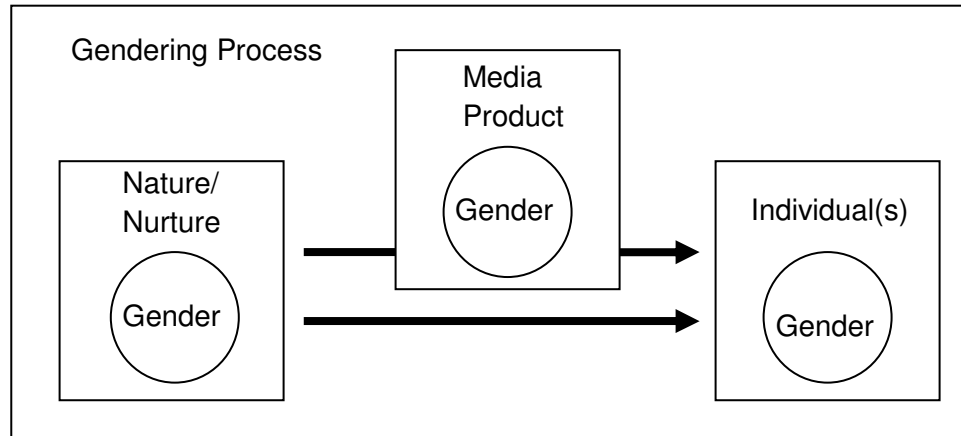 Gendering Process
Media
Product
Gender
Nature/
Nurture
Gender
Individual(s)
Gender